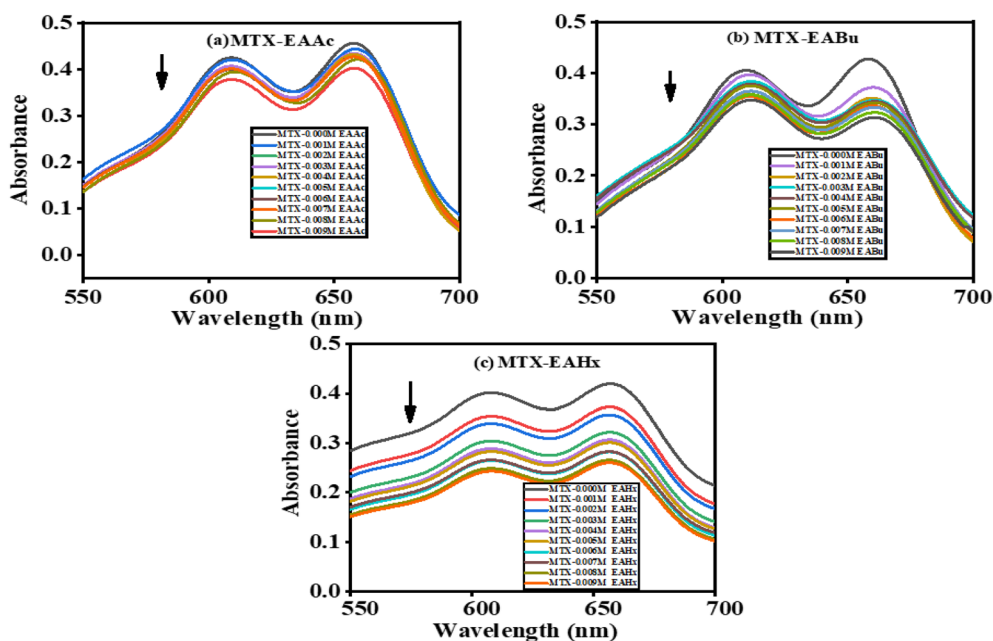 (a) MTX-EAAc
0.5
0.4
0.3
0.2
0.1
0.0
Absorbance
MTX-0.000M EAAc
MTX-0.001M EAAc
MTX-0.002M EAAc
MTX-0.003M EAAc
MTX-0.004M EAAc
MTX-0.005M EAAc
MTX-0.006M EAAc
MTX-0.007M EAAc
MTX-0.008M EAAc
MTX-0.009M EAAc
550
600
650
700
Wavelength (nm)
(b) MTX-EABu
0.5
0.4
0.3
0.2
0.1
0.0
Absorbance
MTX-0.000M EABu
MTX-0.001M EABu
MTX-0.002M EABu
MTX-0.003M EABu
MTX-0.004M EABu
MTX-0.005M EABu
MTX-0.006M EABu
MTX-0.007M EABu
MTX-0.008M EABu
MTX-0.009M EABu
550
600
650
700
Wavelength (nm)
(c) MTX-EAHx
0.5
0.4
0.3
0.2
0.1
0.0
Absorbance
MTX-0.000M EAHx
MTX-0.001M EAHx
MTX-0.002M EAHx
MTX-0.003M EAHx
MTX-0.004M EAHx
MTX-0.005M EAHx
MTX-0.006M EAHx
MTX-0.007M EAHx
MTX-0.008M EAHx
MTX-0.009M EAHx
550
600
650
700
Wavelength (nm)